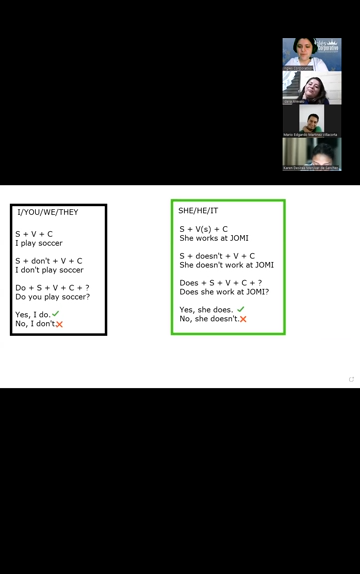 I/YOU/WE/THEY
S + V + C
I play soccer
S + don't + V + C
I don't play soccer
Do + S + V + C + ?
Do you play soccer?
Yes, I do.
No, I don't.
SHE/HE/IT
S + V(s) + C
She works at JOMI
S + doesn't + V + C
She doesn't work at JOMI
Does + S + V + C + ?
Does she work at JOMI?
Yes, she does.
No, she doesn't.
12